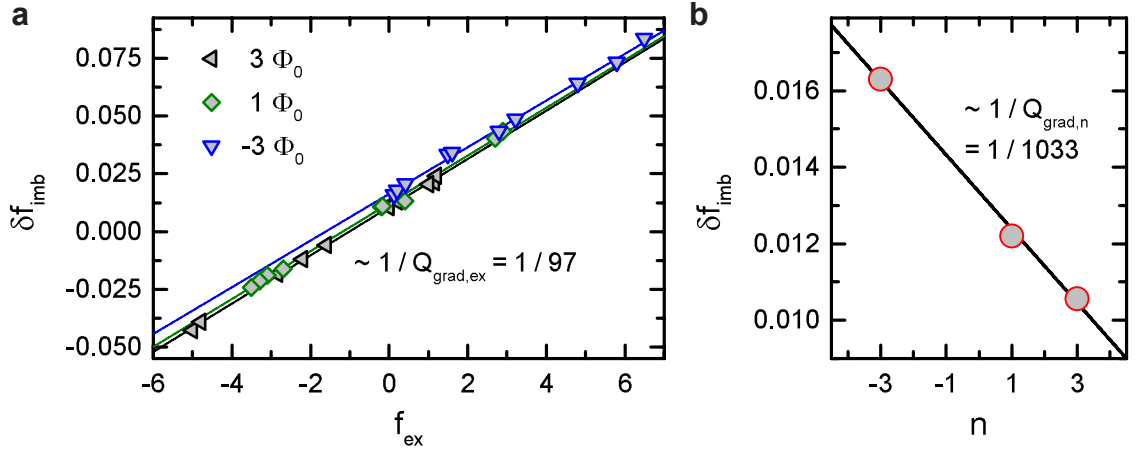 a
0.075
0.050
0.025
0.000
-0.025
-0.050
δf_imb
3 Φ_0
1 Φ_0
-3 Φ_0
~ 1 / Q_grad,ex = 1 / 97
-6 -4 -2 0 2 4 6
f_ex
b
0.016
0.014
0.012
0.010
δf_imb
~ 1 / Q_grad,n
= 1 / 1033
-3 -1 1 3
n